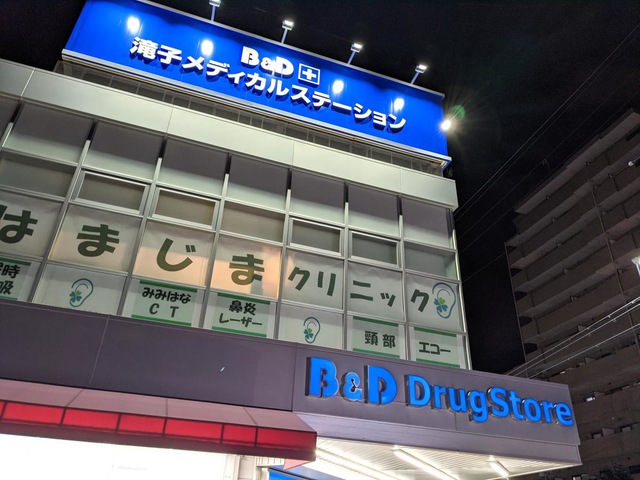 B&D
滝子メディカルステーション
はまじまクリニック
みみはな
CT
鼻炎
レーザー
頸部
エコー
B&D DrugStore